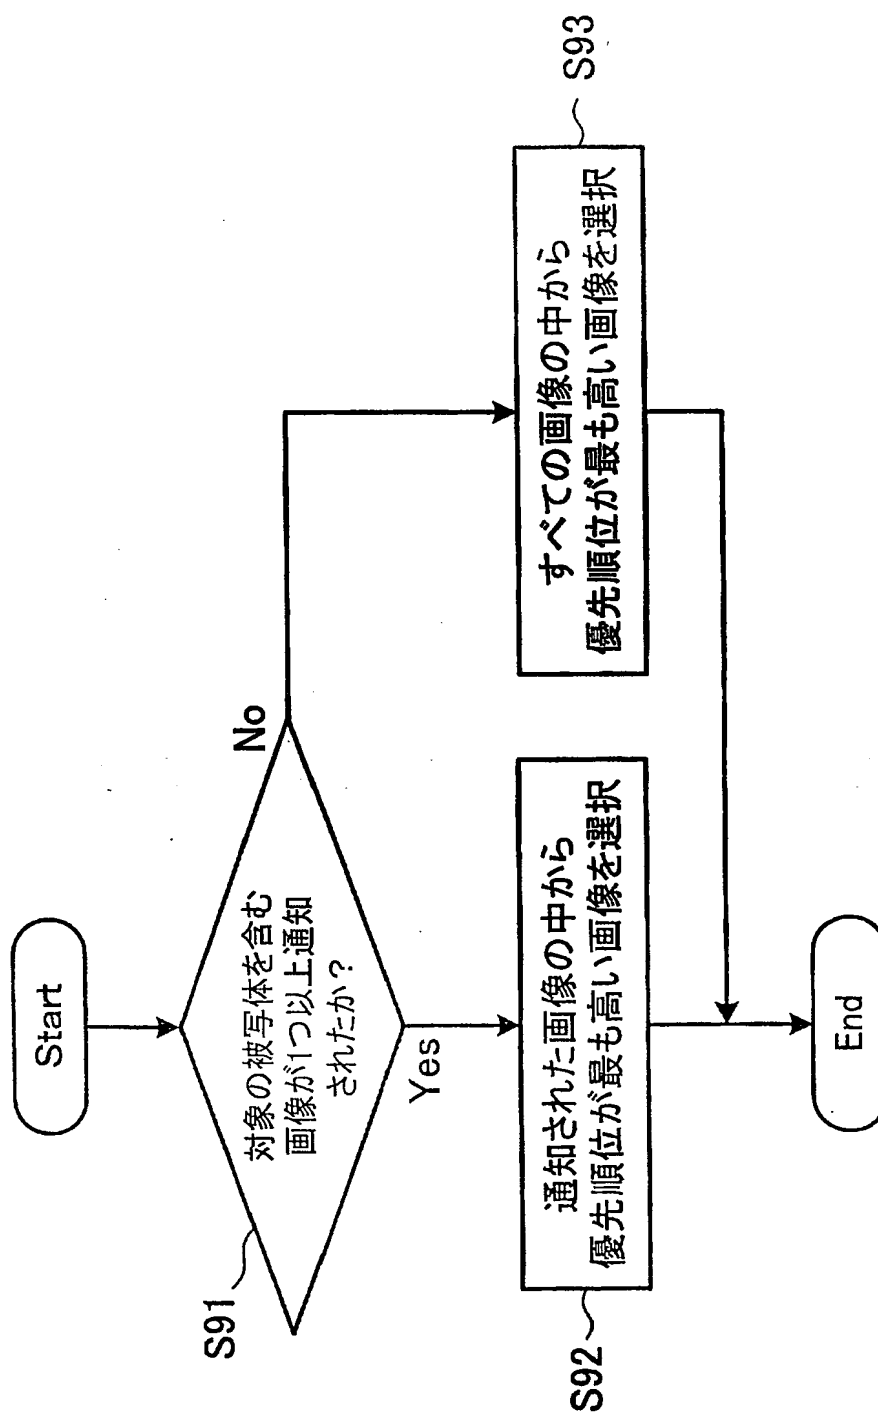 Start
S91
対象の被写体を含む
画像が1つ以上通知
されたか？
No
Yes
S92
通知された画像の中から
優先順位が最も高い画像を選択
S93
すべての画像の中から
優先順位が最も高い画像を選択
End